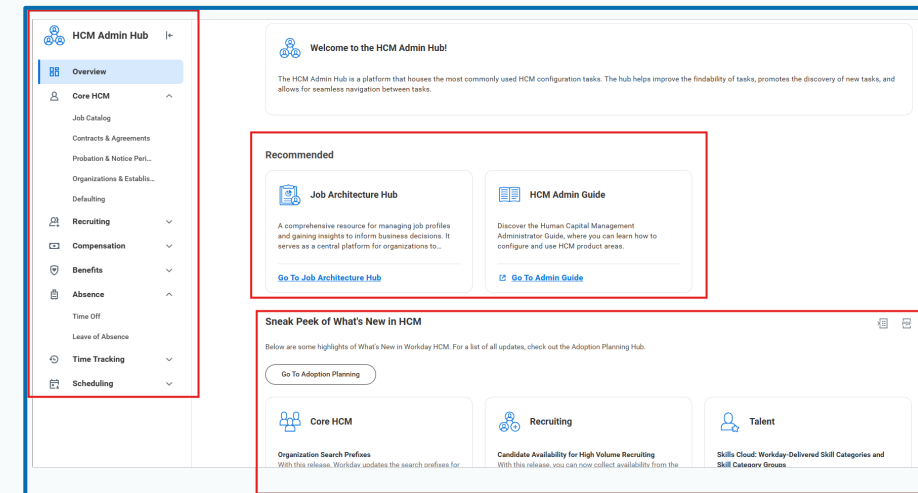 HCM Admin Hub
Overview
Core HCM
Job Catalog
Contracts & Agreements
Probation & Notice Peri...
Organizations & Establis...
Defaulting
Recruiting
Compensation
Benefits
Absence
Time Off
Leave of Absence
Time Tracking
Scheduling
Welcome to the HCM Admin Hub!
The HCM Admin Hub is a platform that houses the most commonly used HCM configuration tasks. The hub helps improve the findability of tasks, promotes the discovery of new tasks, and
allows for seamless navigation between tasks.
Recommended
Job Architecture Hub
A comprehensive resource for managing job profiles
and gaining insights to inform business decisions. It
serves as a central platform for organizations to...
Go To Job Architecture Hub
HCM Admin Guide
Discover the Human Capital Management
Administrator Guide, where you can learn how to
configure and use HCM product areas.
Go To Admin Guide
Sneak Peek of What's New in HCM
Below are some highlights of What's New in Workday HCM. For a list of all updates, check out the Adoption Planning Hub.
Go To Adoption Planning
Core HCM
Organization Search Prefixes
With this release, Workday updates the search prefixes for
Recruiting
Candidate Availability for High Volume Recruiting
With this release, you can now collect availability from the
Talent
Skills Cloud: Workday-Delivered Skill Categories and
Skill Category Groups